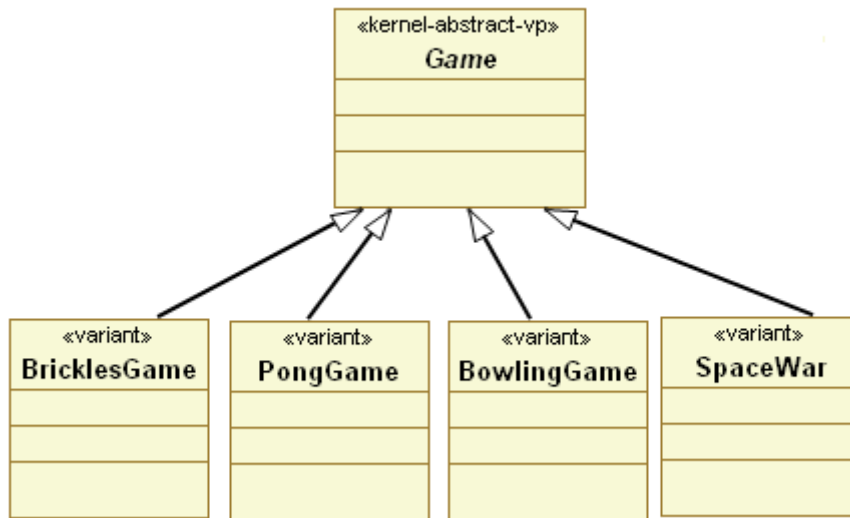 «kernel-abstract-vp»
Game
«variant»
BricklesGame
«variant»
PongGame
«variant»
BowlingGame
«variant»
SpaceWar